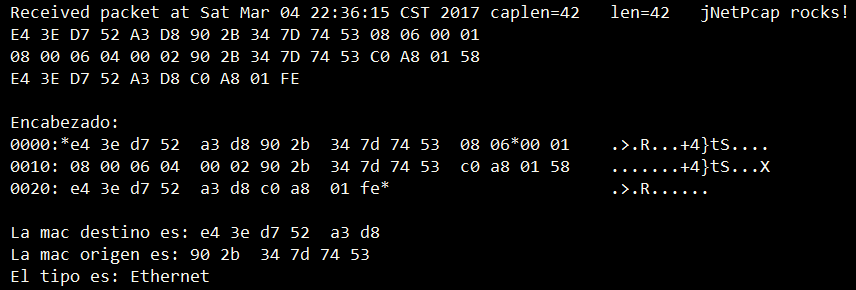 Received packet at Sat Mar 04 22:36:15 CST 2017 caplen=42   len=42   jNetPcap rocks!
E4 3E D7 52 A3 D8 90 2B 34 7D 74 53 08 06 00 01
08 00 06 04 00 02 90 2B 34 7D 74 53 C0 A8 01 58
E4 3E D7 52 A3 D8 C0 A8 01 FE
Encabezado:
0000:*e4 3e d7 52  a3 d8 90 2b  34 7d 74 53  08 06*00 01    .>.R...+4}tS....
0010: 08 00 06 04  00 02 90 2b  34 7d 74 53  c0 a8 01 58    .......+4}tS...X
0020: e4 3e d7 52  a3 d8 c0 a8  01 fe*                      .>.R......
La mac destino es: e4 3e d7 52  a3 d8
La mac origen es: 90 2b  34 7d 74 53
El tipo es: Ethernet